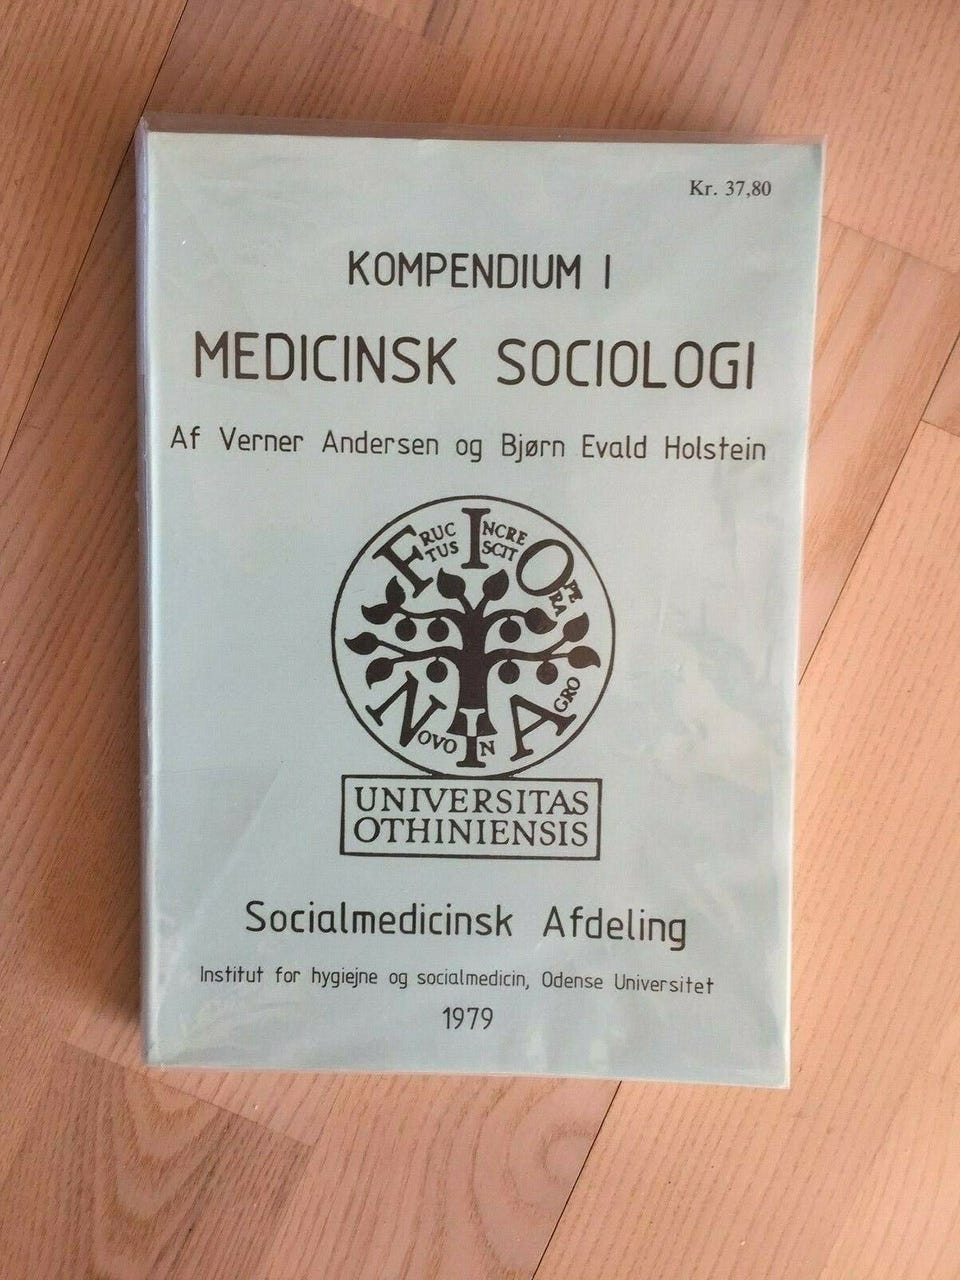 Kr. 37,80
KOMPENDIUM I
MEDICINSK SOCIOLOGI
Af Verner Andersen og Bjørn Evald Holstein
FRUCTUS INCRESCIT OPERA
NOVO IN AGRO
UNIVERSITAS
OTHINIENSIS
Socialmedicinsk Afdeling
Institut for hygiejne og socialmedicin, Odense Universitet
1979